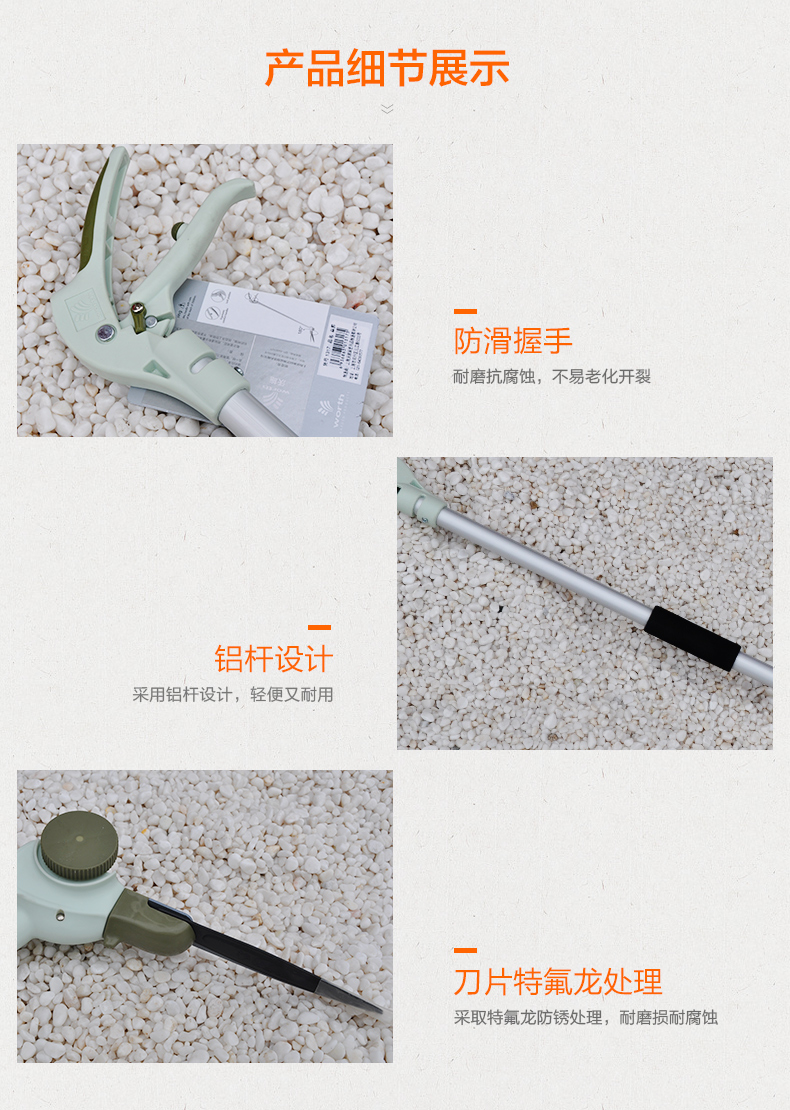 产品细节展示
防滑握手
耐磨抗腐蚀，不易老化开裂
worth
铝杆设计
采用铝杆设计，轻便又耐用
刀片特氟龙处理
采取特氟龙防锈处理，耐磨损耐腐蚀